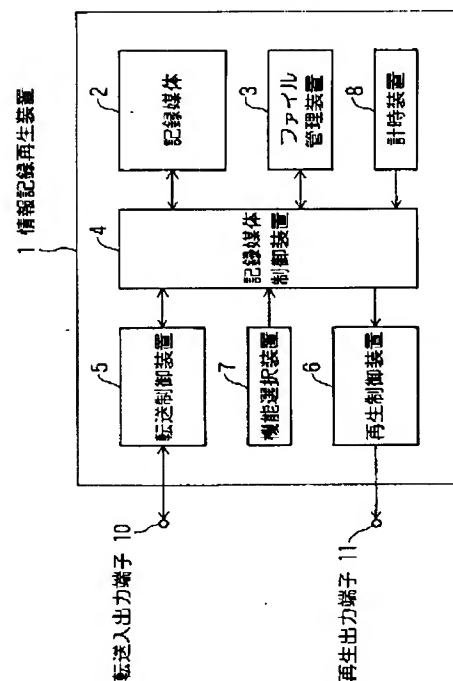 1 情報記録再生装置
2
記録媒体
3
ファイル
管理装置
8
計時装置
4
記録媒体
制御装置
5
転送制御装置
7
機能選択装置
6
再生制御装置
転送入出力端子 10
再生出力端子 11